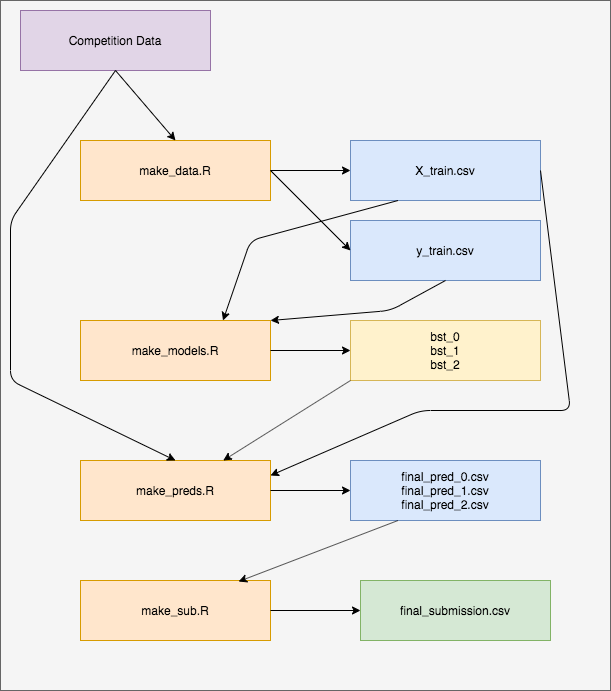 Competition Data
make_data.R
X_train.csv
y_train.csv
make_models.R
bst_0
bst_1
bst_2
make_preds.R
final_pred_0.csv
final_pred_1.csv
final_pred_2.csv
make_sub.R
final_submission.csv